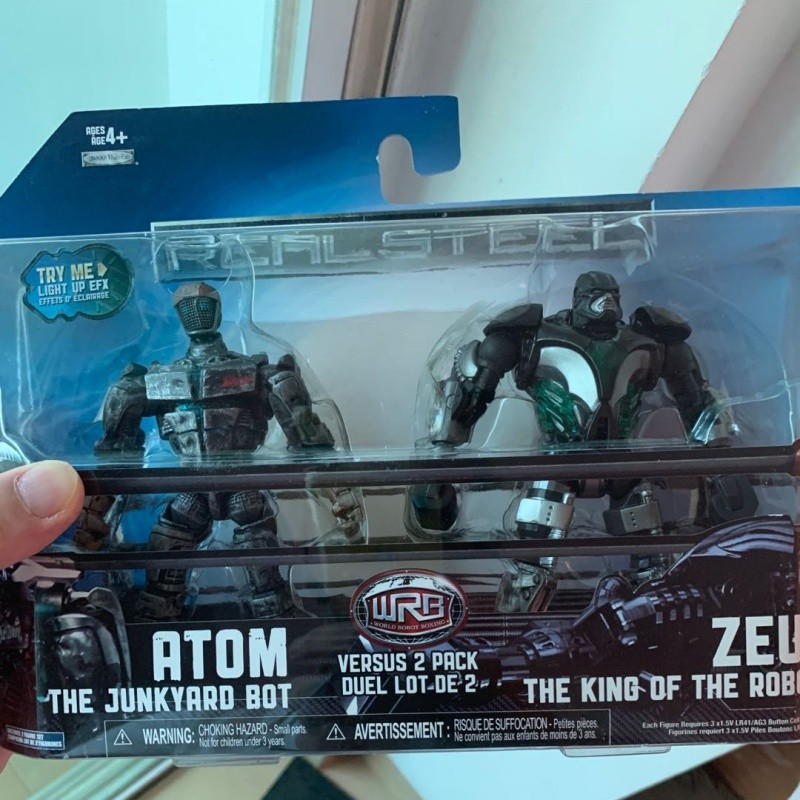 AGES
ÂGE 4+
TRY ME
LIGHT UP EFX
EFFETS D' ECLAIRAGE
REAL STEEL
WRB
WORLD ROBOT BOXING
ATOM
THE JUNKYARD BOT
VERSUS 2 PACK
DUEL LOT DE 2
ZEU
THE KING OF THE ROBO
WARNING: CHOKING HAZARD - Small parts.
Not for children under 3 years.
AVERTISSEMENT: RISQUE DE SUFFOCATION - Petites pièces.
Ne convient pas aux enfants de moins de 3 ans.
Each Figure Requires 3 x1.5V LR41/AG3 Button Cel
Figurines requiert 3 x1.5V Piles Boutons